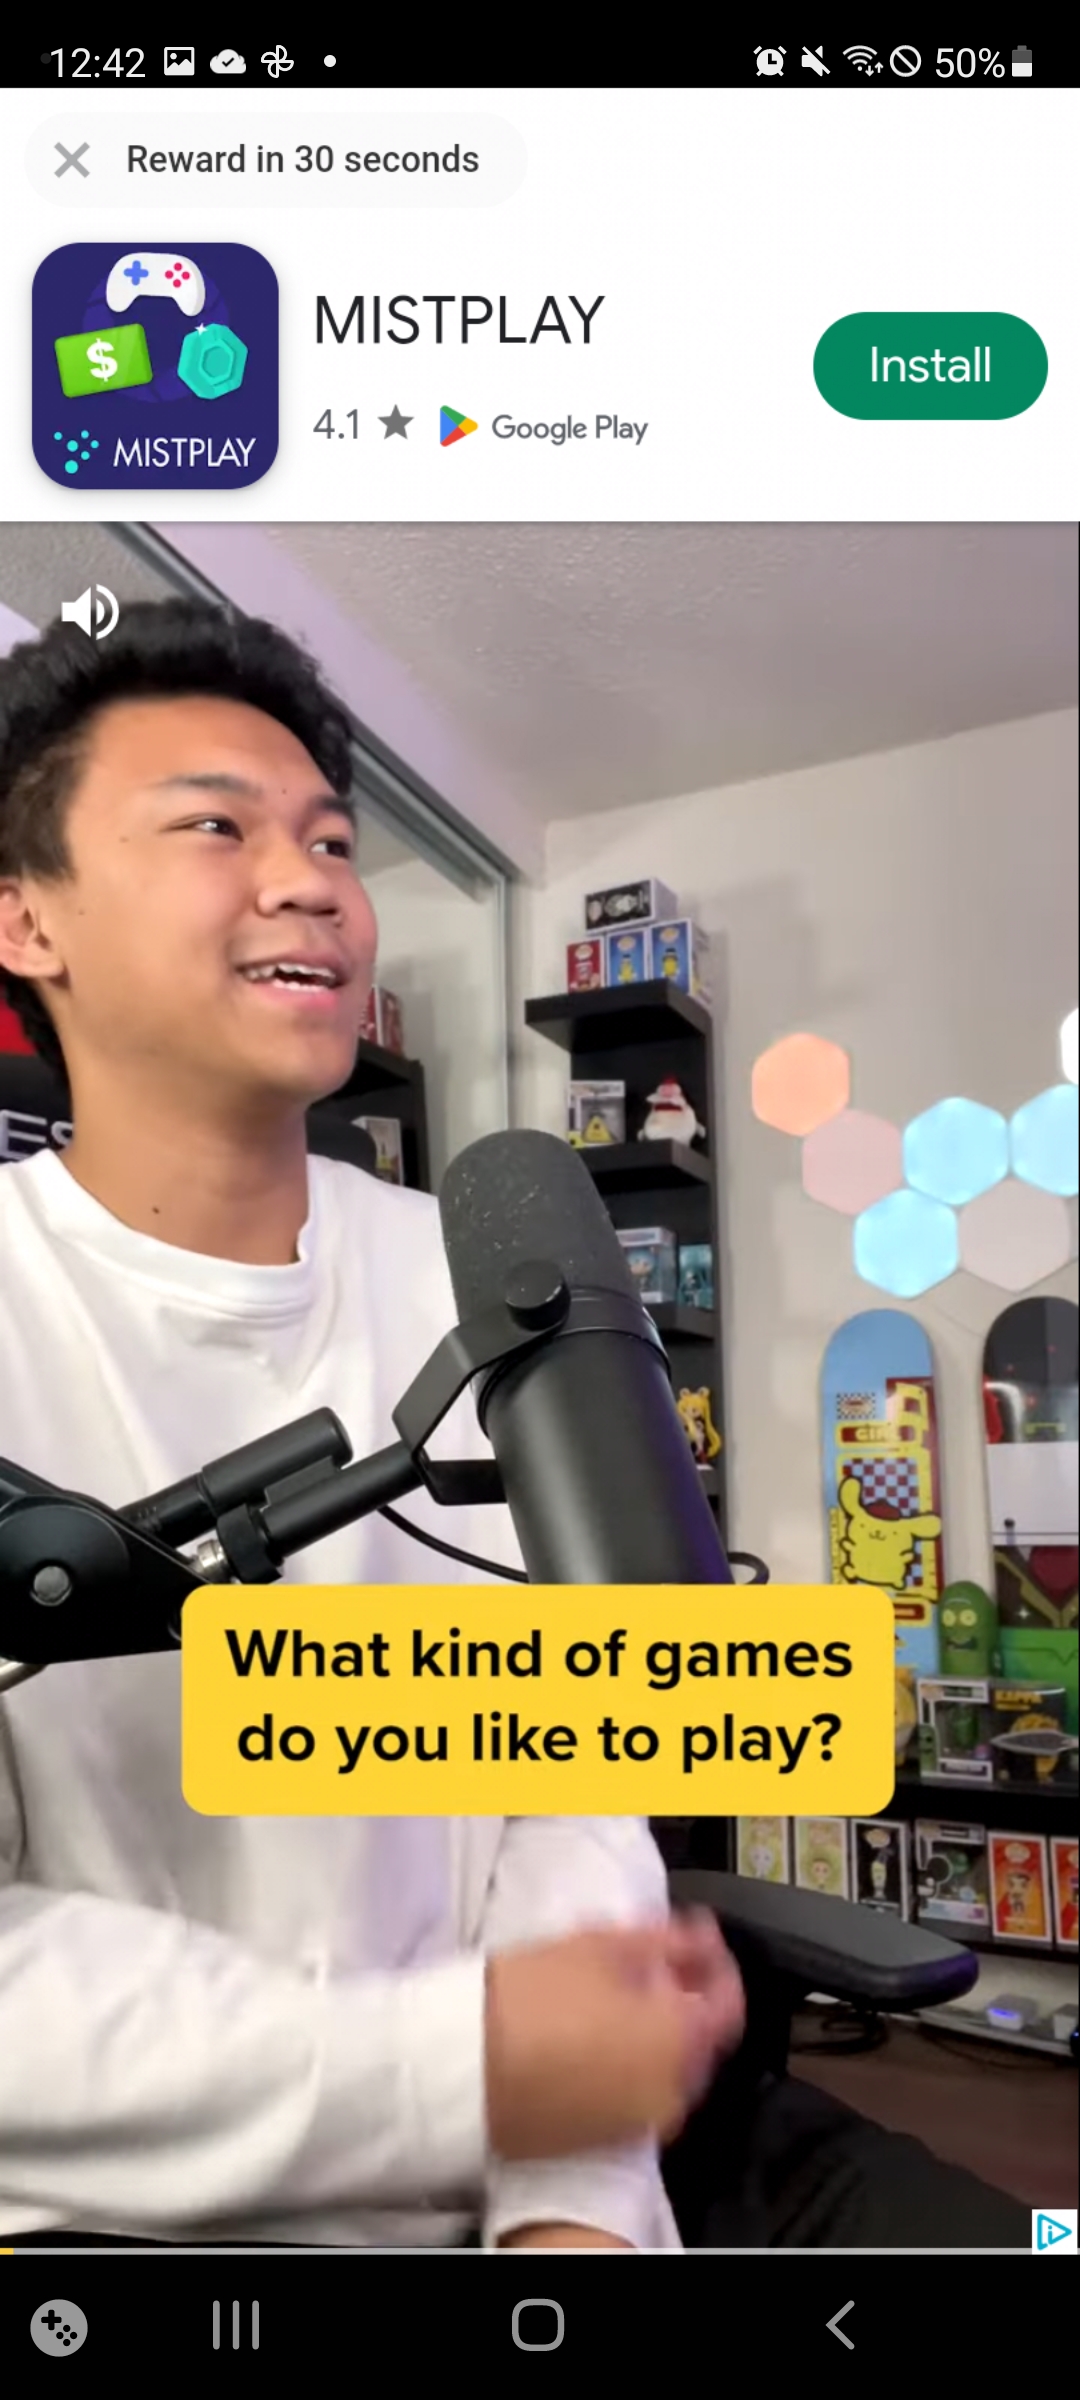 12:42
50%
Reward in 30 seconds
MISTPLAY
4.1 ★ Google Play
Install
$
MISTPLAY
ES
What kind of games
do you like to play?